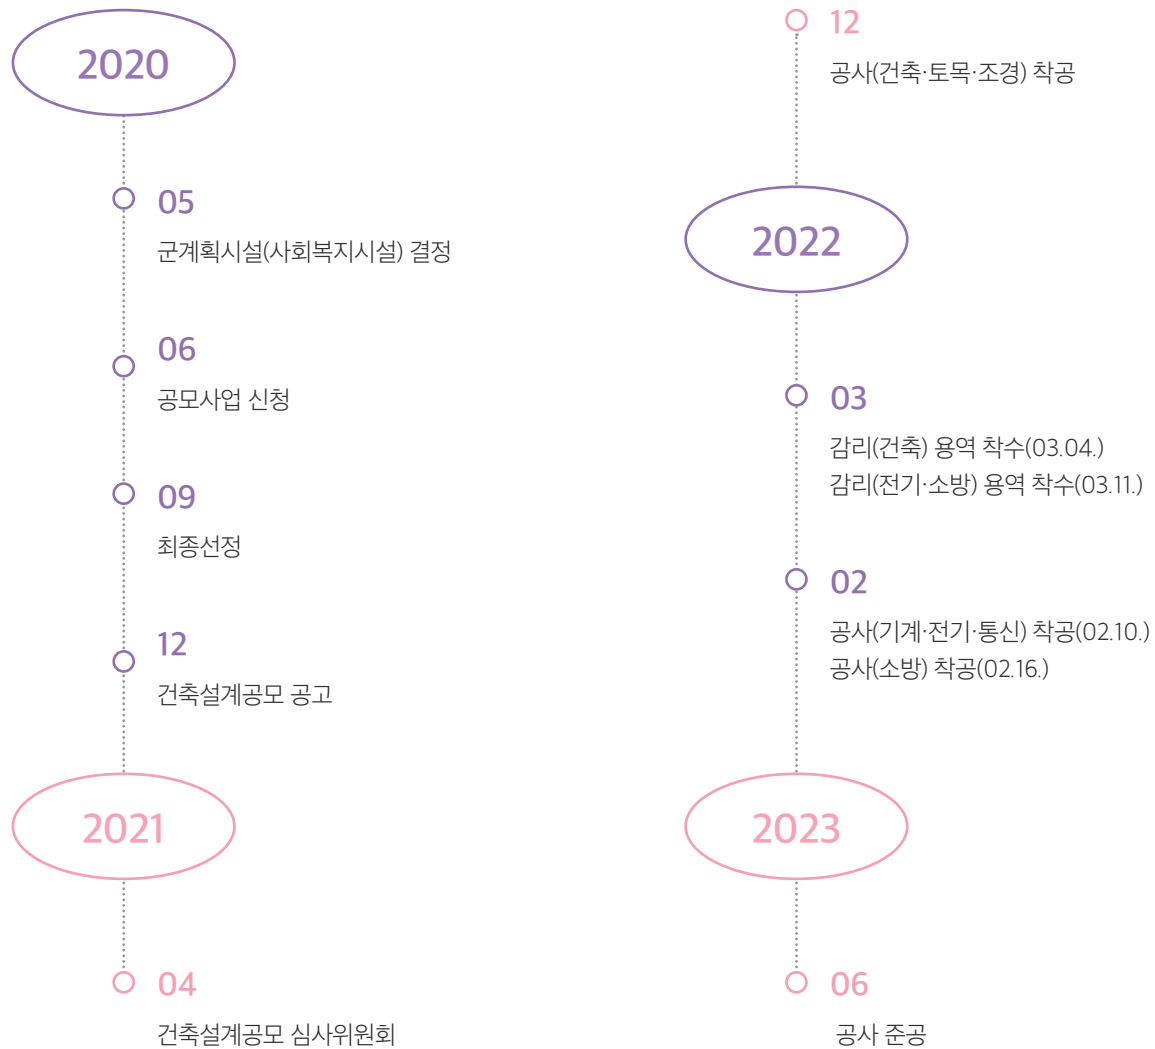 2020
05
군계획시설(사회복지시설) 결정
06
공모사업 신청
09
최종선정
12
건축설계공모 공고
2021
04
건축설계공모 심사위원회
12
공사(건축·토목·조경) 착공
2022
03
감리(건축) 용역 착수(03.04.)
감리(전기·소방) 용역 착수(03.11.)
02
공사(기계·전기·통신) 착공(02.10.)
공사(소방) 착공(02.16.)
2023
06
공사 준공